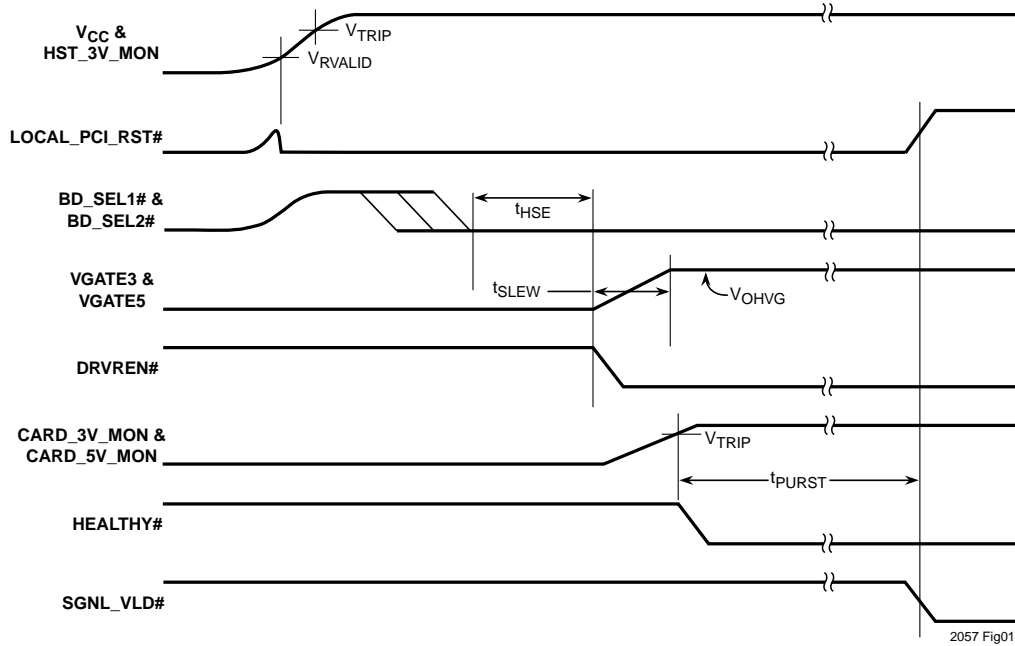 VCC &
HST_3V_MON
VTRIP
VRVALID
LOCAL_PCI_RST#
BD_SEL1# &
BD_SEL2#
tHSE
VGATE3 &
VGATE5
tSLEW
VOHVG
DRVREN#
CARD_3V_MON &
CARD_5V_MON
VTRIP
tPURST
HEALTHY#
SGNL_VLD#
2057 Fig01